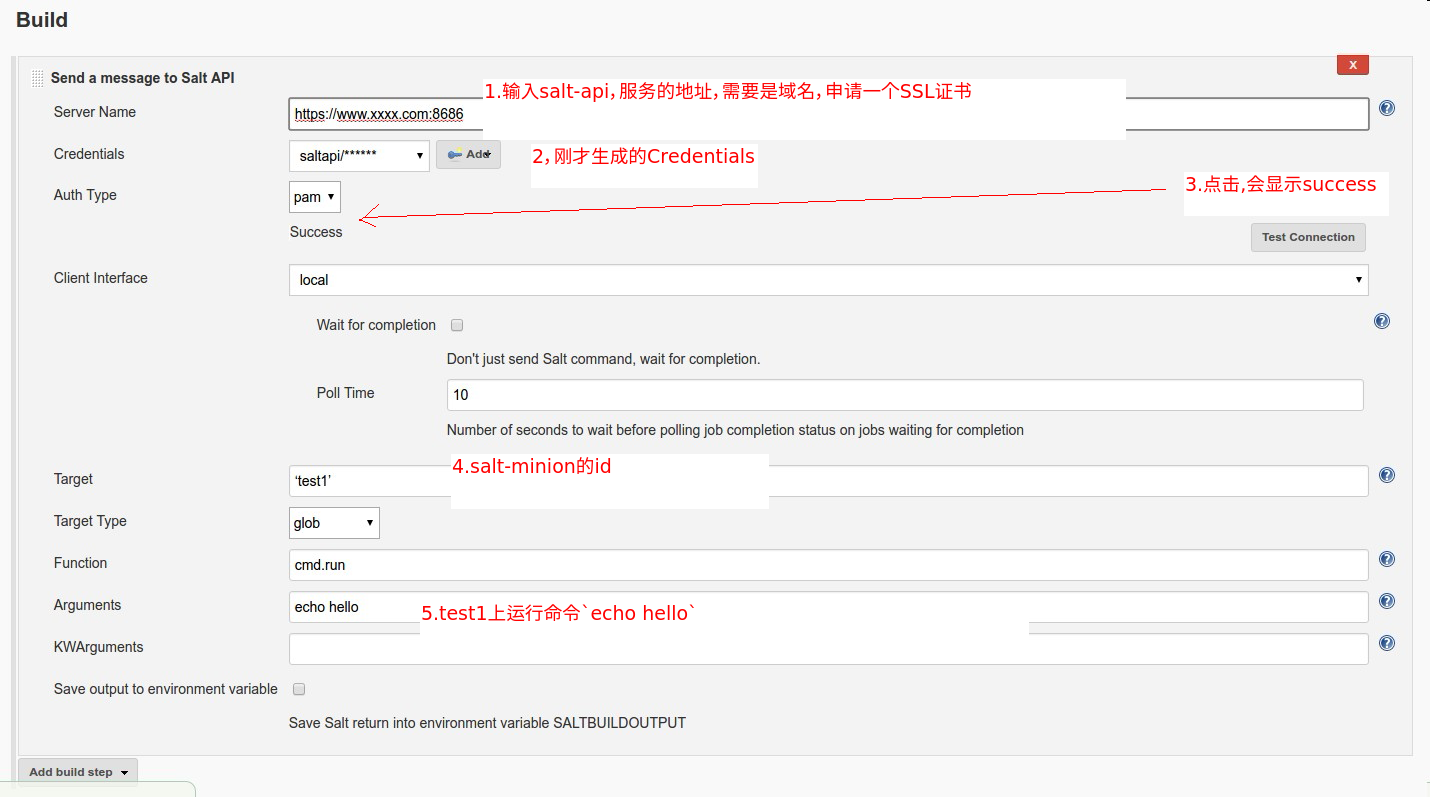 Build
Send a message to Salt API
X
1.输入salt-api，服务的地址，需要是域名，申请一个SSL证书
Server Name
https://www.xxxx.com:8686
Credentials
saltapi/******
Add
2，刚才生成的Credentials
Auth Type
pam
3.点击,会显示success
Success
Test Connection
Client Interface
local
Wait for completion
Don't just send Salt command, wait for completion.
Poll Time
10
Number of seconds to wait before polling job completion status on jobs waiting for completion
4.salt-minion的id
Target
‘test1’
Target Type
glob
Function
cmd.run
Arguments
echo hello
5.test1上运行命令`echo hello`
KWArguments
Save output to environment variable
Save Salt return into environment variable SALTBUILDOUTPUT
Add build step